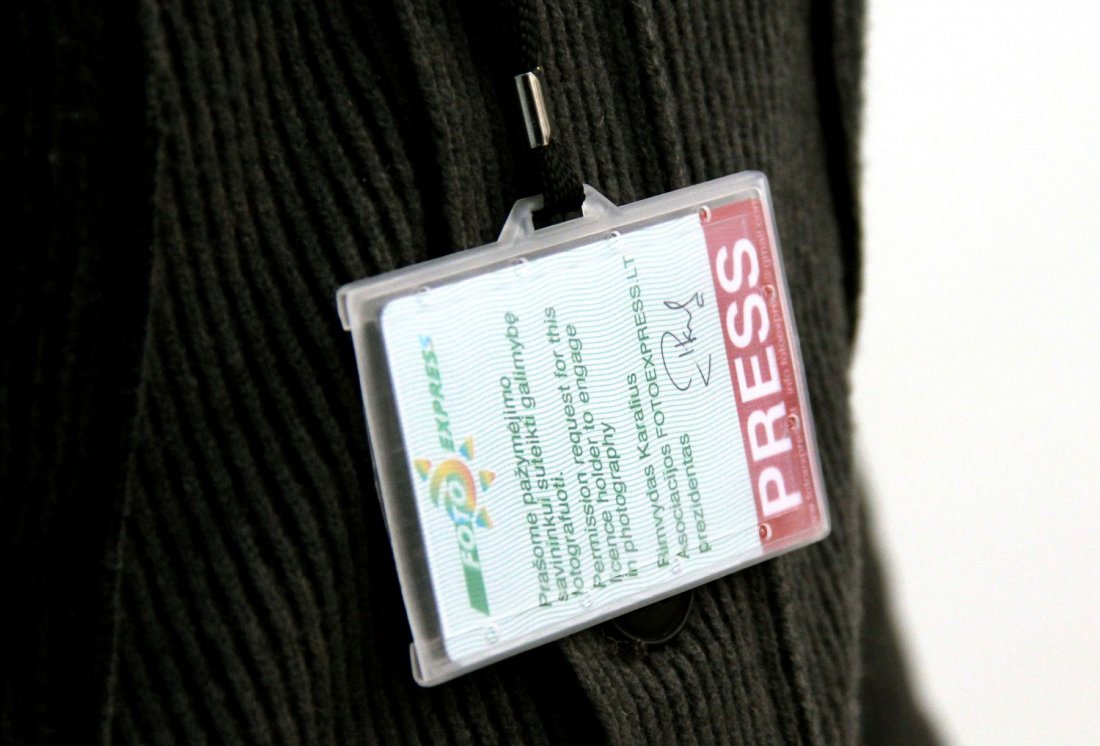 FOTO EXPRESS
Prašome pažymėjimo
savininkui suteikti galimybę
fotografuoti.
Permission request for this
licence holder to engage
in photography
Rimvydas Karalius
Asociacijos FOTOEXPRESS.LT
prezidentas
PRESS